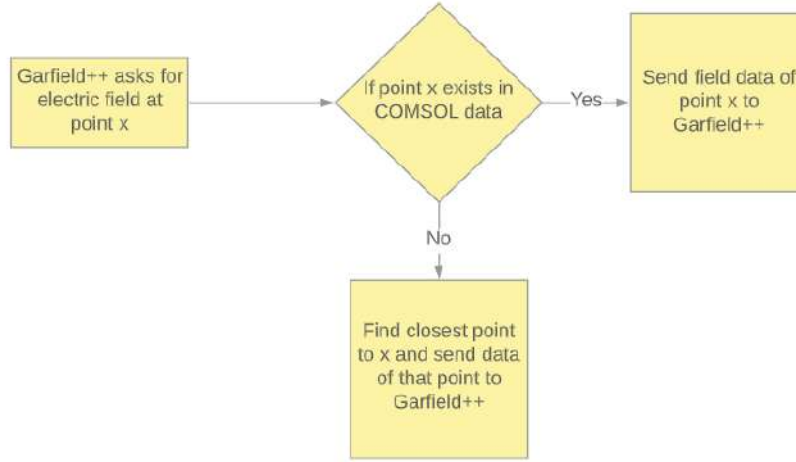 Garfield++ asks for
electric field at
point x
If point x exists in
COMSOL data
Yes
Send field data of
point x to
Garfield++
No
Find closest point
to x and send data
of that point to
Garfield++